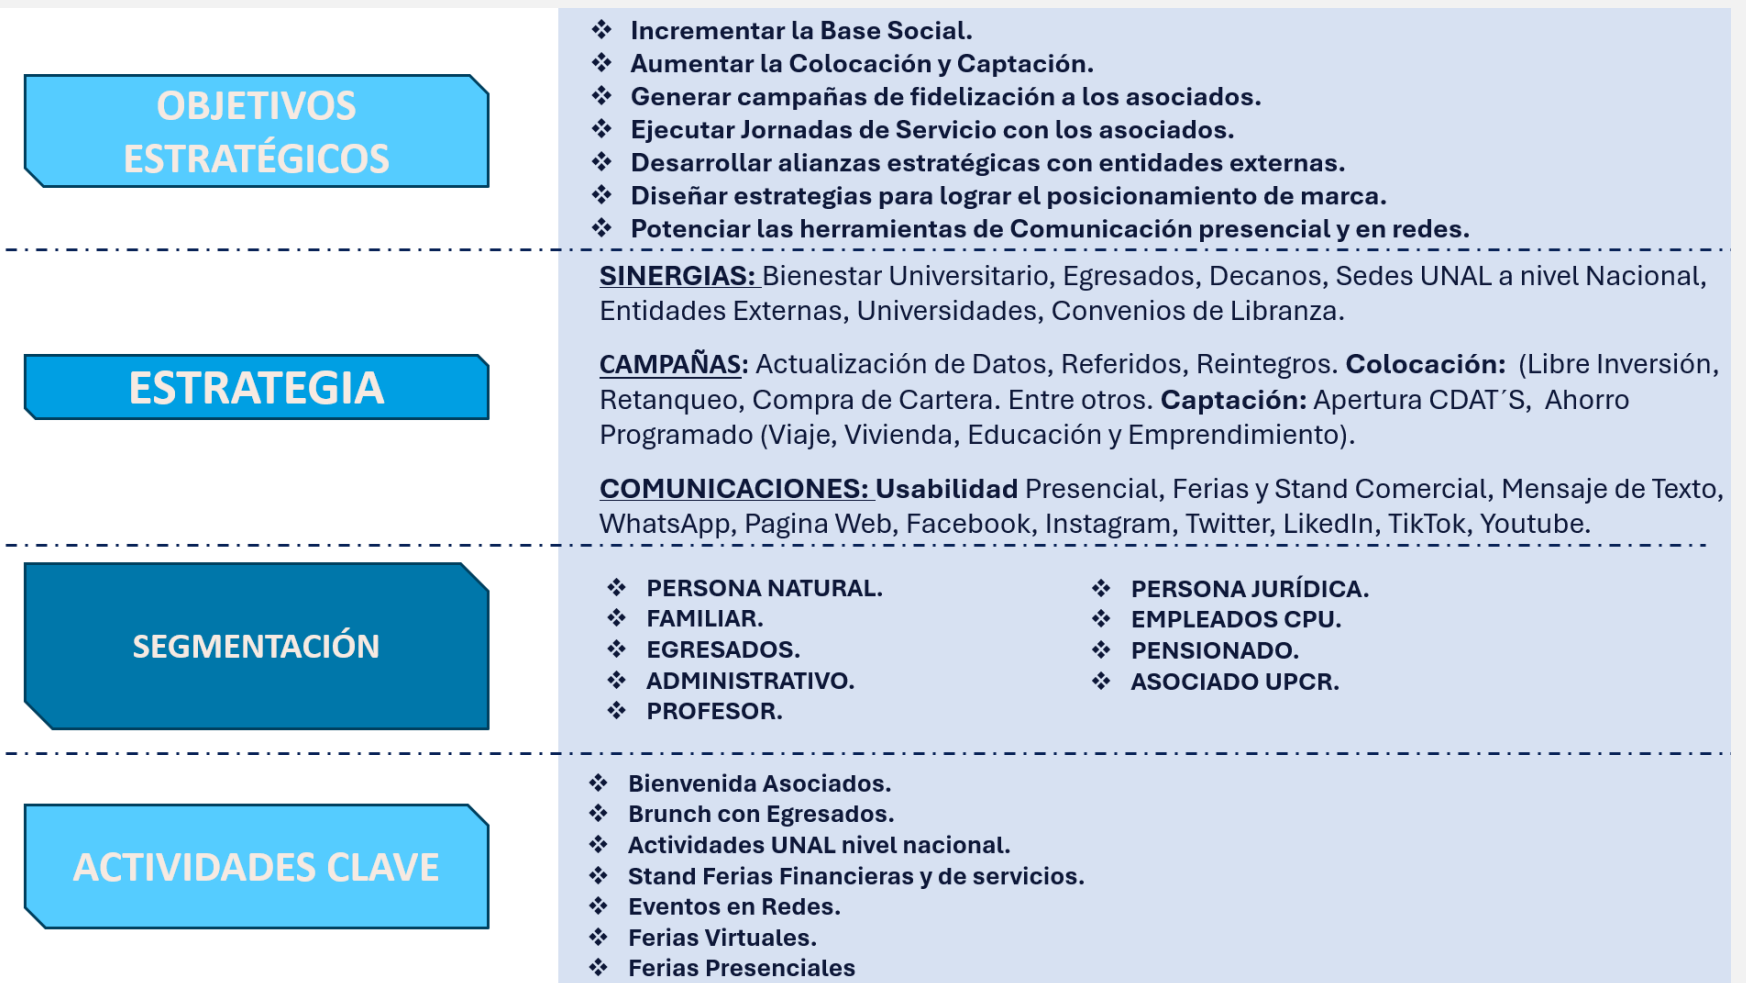 OBJETIVOS
ESTRATÉGICOS
❖ Incrementar la Base Social.
❖ Aumentar la Colocación y Captación.
❖ Generar campañas de fidelización a los asociados.
❖ Ejecutar Jornadas de Servicio con los asociados.
❖ Desarrollar alianzas estratégicas con entidades externas.
❖ Diseñar estrategias para lograr el posicionamiento de marca.
❖ Potenciar las herramientas de Comunicación presencial y en redes.
ESTRATEGIA
SINERGIAS: Bienestar Universitario, Egresados, Decanos, Sedes UNAL a nivel Nacional,
Entidades Externas, Universidades, Convenios de Libranza.
CAMPAÑAS: Actualización de Datos, Referidos, Reintegros. Colocación: (Libre Inversión,
Retanqueo, Compra de Cartera. Entre otros. Captación: Apertura CDAT´S, Ahorro
Programado (Viaje, Vivienda, Educación y Emprendimiento).
COMUNICACIONES: Usabilidad Presencial, Ferias y Stand Comercial, Mensaje de Texto,
WhatsApp, Pagina Web, Facebook, Instagram, Twitter, LikedIn, TikTok, Youtube.
SEGMENTACIÓN
❖ PERSONA NATURAL.
❖ FAMILIAR.
❖ EGRESADOS.
❖ ADMINISTRATIVO.
❖ PROFESOR.
❖ PERSONA JURÍDICA.
❖ EMPLEADOS CPU.
❖ PENSIONADO.
❖ ASOCIADO UPCR.
ACTIVIDADES CLAVE
❖ Bienvenida Asociados.
❖ Brunch con Egresados.
❖ Actividades UNAL nivel nacional.
❖ Stand Ferias Financieras y de servicios.
❖ Eventos en Redes.
❖ Ferias Virtuales.
❖ Ferias Presenciales